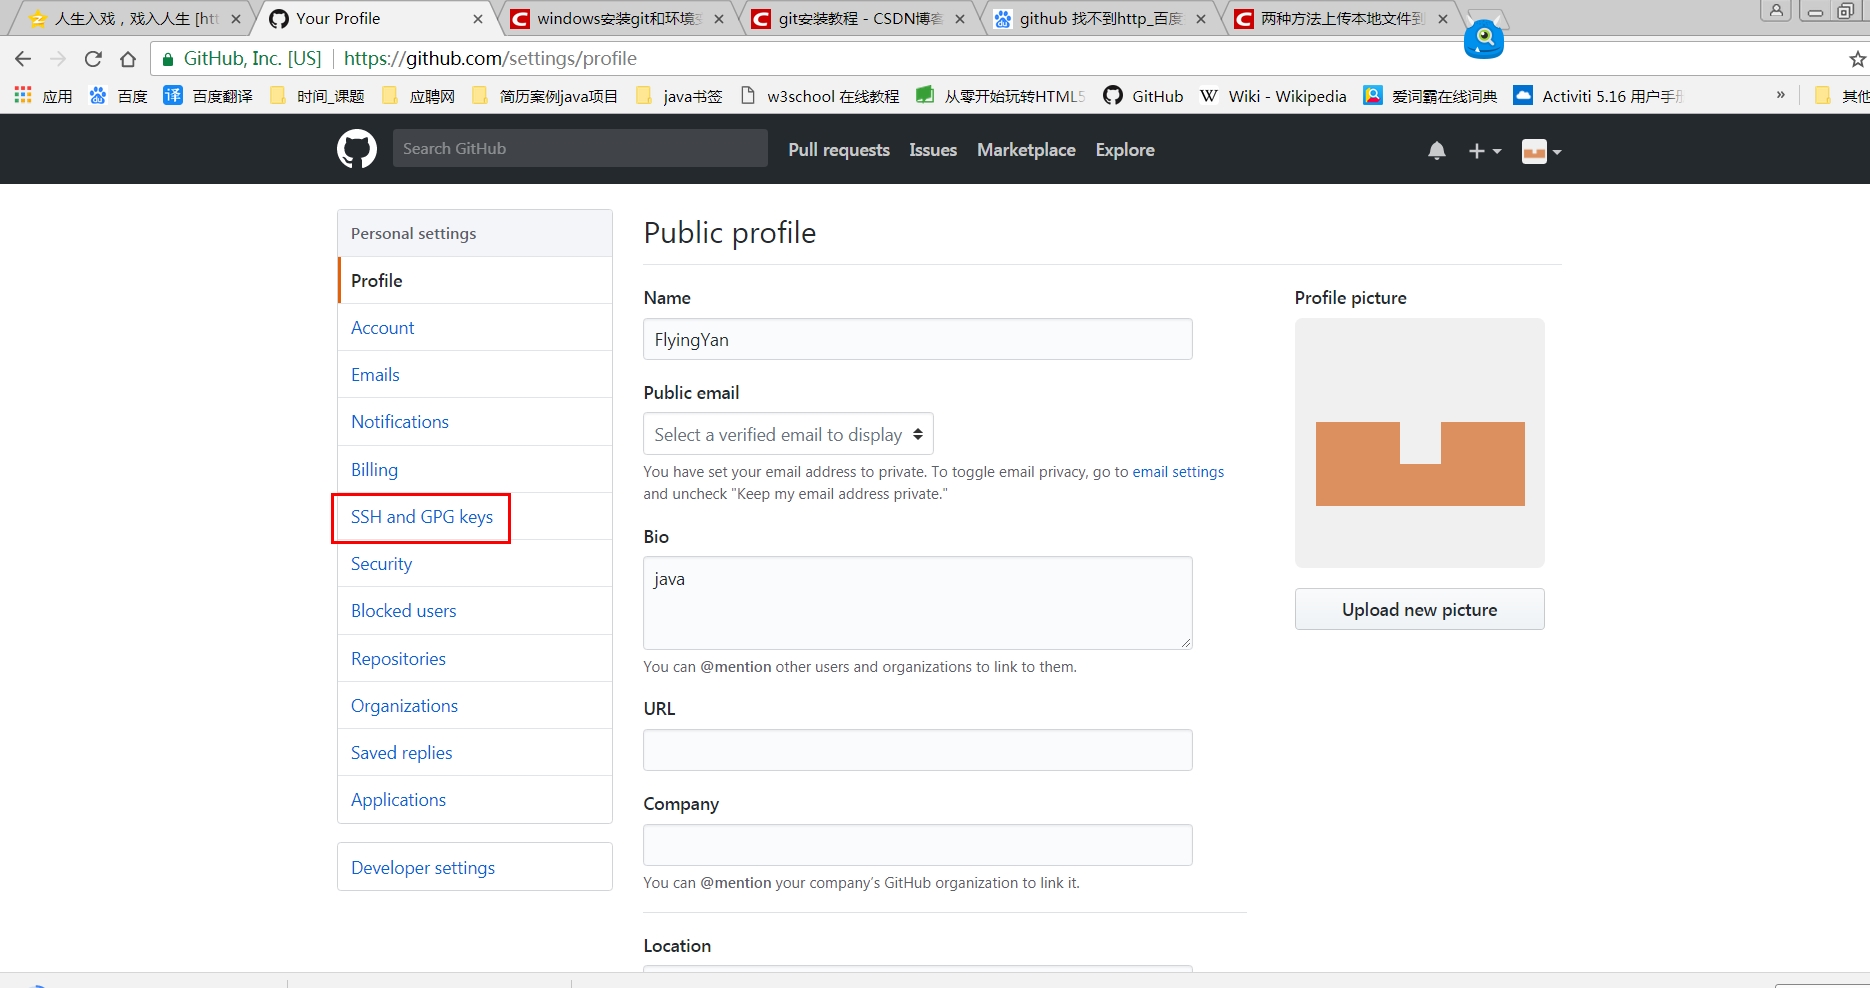 人生入戏，戏入人生 [htt
Your Profile
windows安装git和环境变
git安装教程 - CSDN博客
github 找不到http_百度
两种方法上传本地文件到
GitHub, Inc. [US]
https://github.com/settings/profile
应用
百度
百度翻译
时间_课题
应聘网
简历案例java项目
java书签
w3school 在线教程
从零开始玩转HTML5
GitHub
Wiki - Wikipedia
爱词霸在线词典
Activiti 5.16 用户手册
»
其他
Search GitHub
Pull requests
Issues
Marketplace
Explore
Personal settings
Profile
Account
Emails
Notifications
Billing
SSH and GPG keys
Security
Blocked users
Repositories
Organizations
Saved replies
Applications
Developer settings
Public profile
Name
FlyingYan
Public email
Select a verified email to display
You have set your email address to private. To toggle email privacy, go to email settings
and uncheck "Keep my email address private."
Bio
java
You can @mention other users and organizations to link to them.
URL
Company
You can @mention your company's GitHub organization to link it.
Location
Profile picture
Upload new picture